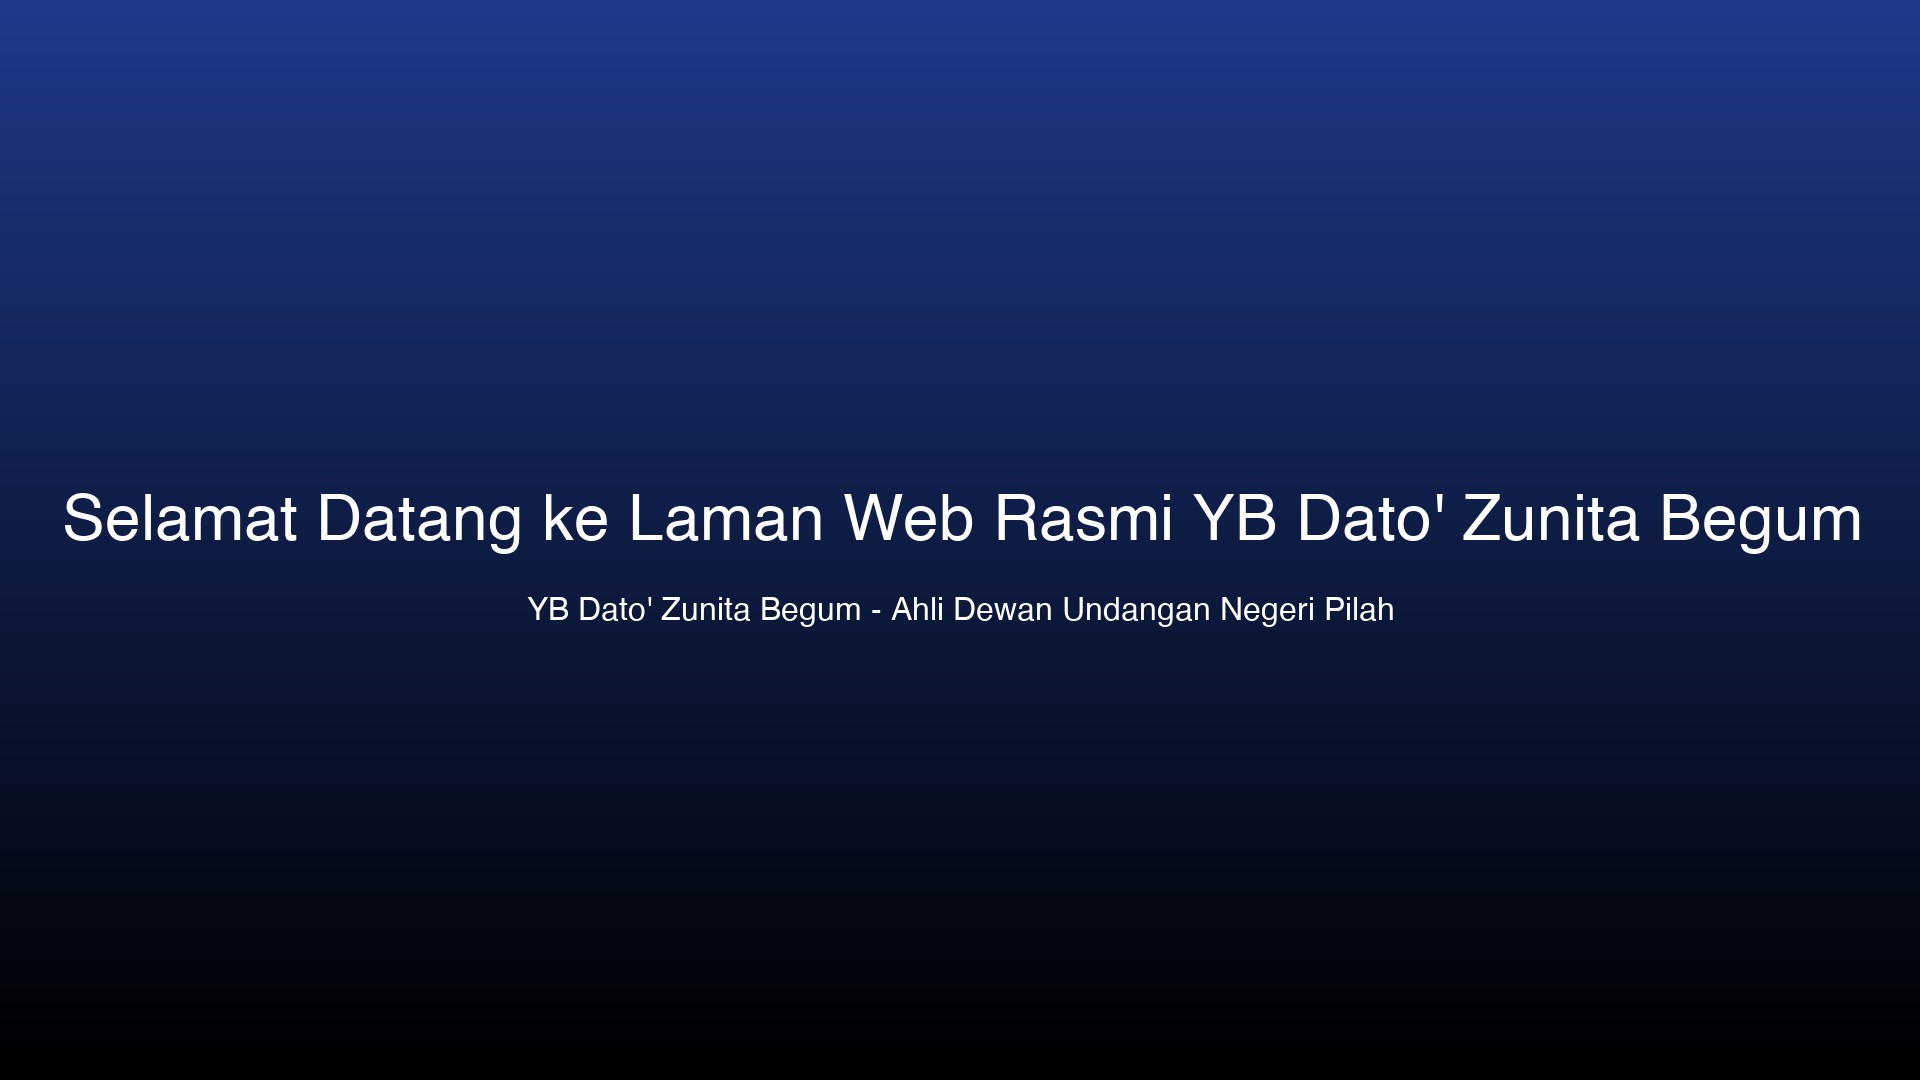 Selamat Datang ke Laman Web Rasmi YB Dato' Zunita Begum
YB Dato' Zunita Begum - Ahli Dewan Undangan Negeri Pilah